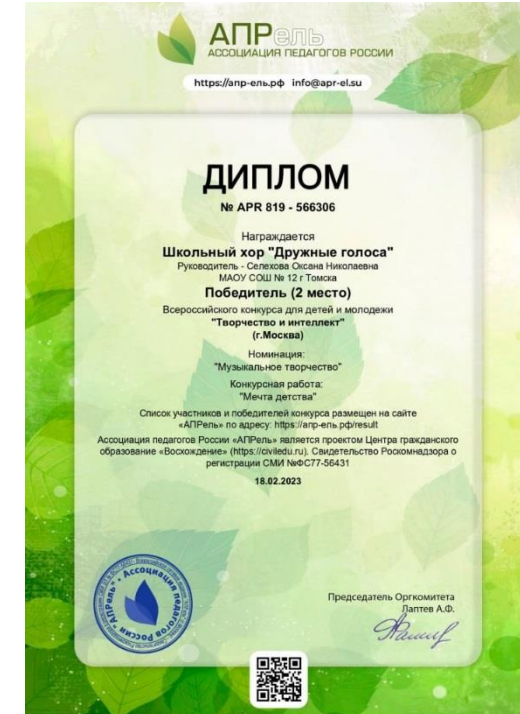 АПРель
АССОЦИАЦИЯ ПЕДАГОГОВ РОССИИ
https://апр-ель.рф info@apr-el.su
ДИПЛОМ
№ APR 819 - 566306
Награждается
Школьный хор "Дружные голоса"
Руководитель - Селехова Оксана Николаевна
МАОУ СОШ № 12 г Томска
Победитель (2 место)
Всероссийского конкурса для детей и молодежи
"Творчество и интеллект"
(г.Москва)
Номинация:
"Музыкальное творчество"
Конкурсная работа:
"Мечта детства"
Список участников и победителей конкурса размещен на сайте
«АПРель» по адресу: https://апр-ель.рф/result
Ассоциация педагогов России «АПРель» является проектом Центра гражданского
образование «Восхождение» (https://civiledu.ru). Свидетельство Роскомнадзора о
регистрации СМИ №ФС77-56431
18.02.2023
"АПРель" - Ассоциация педагогов России
Председатель Оргкомитета
Лаптев А.Ф.